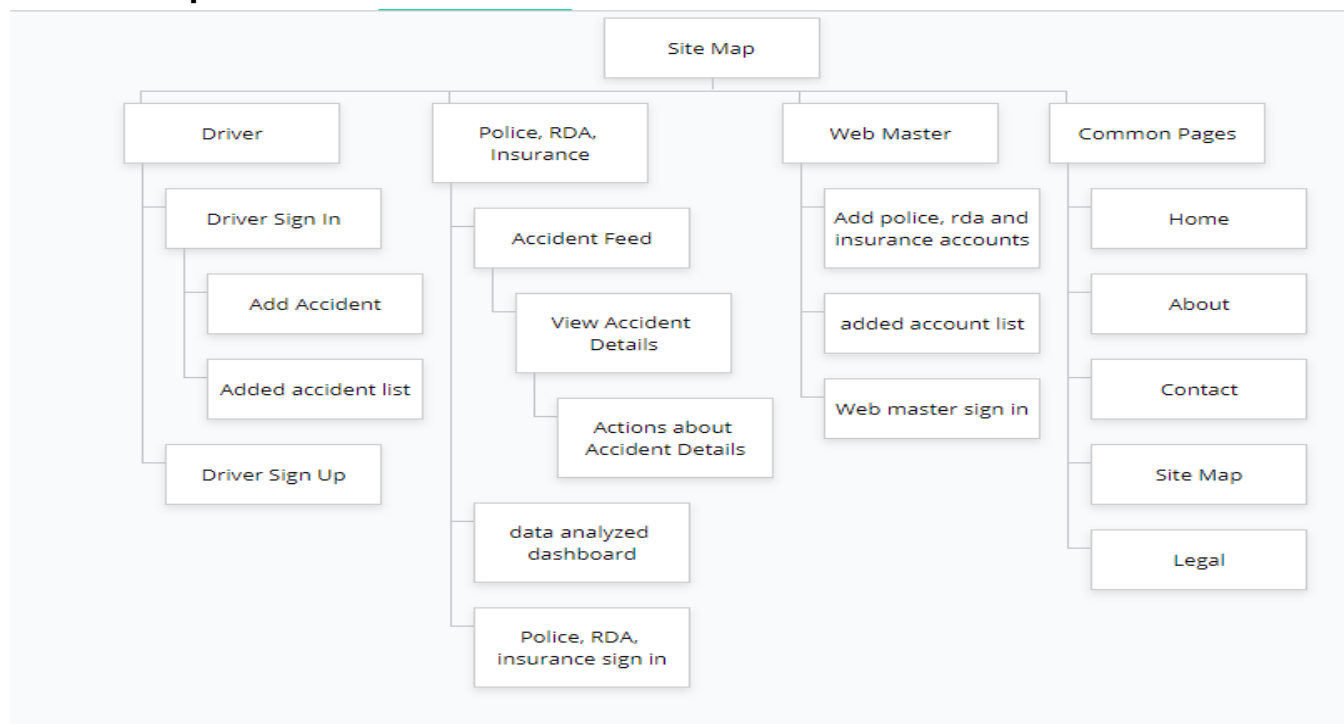 Site Map
Driver
Police, RDA,
Insurance
Web Master
Common Pages
Driver Sign In
Add Accident
Added accident list
Driver Sign Up
Accident Feed
View Accident
Details
Actions about
Accident Details
data analyzed
dashboard
Police, RDA,
insurance sign in
Add police, rda and
insurance accounts
added account list
Web master sign in
Home
About
Contact
Site Map
Legal